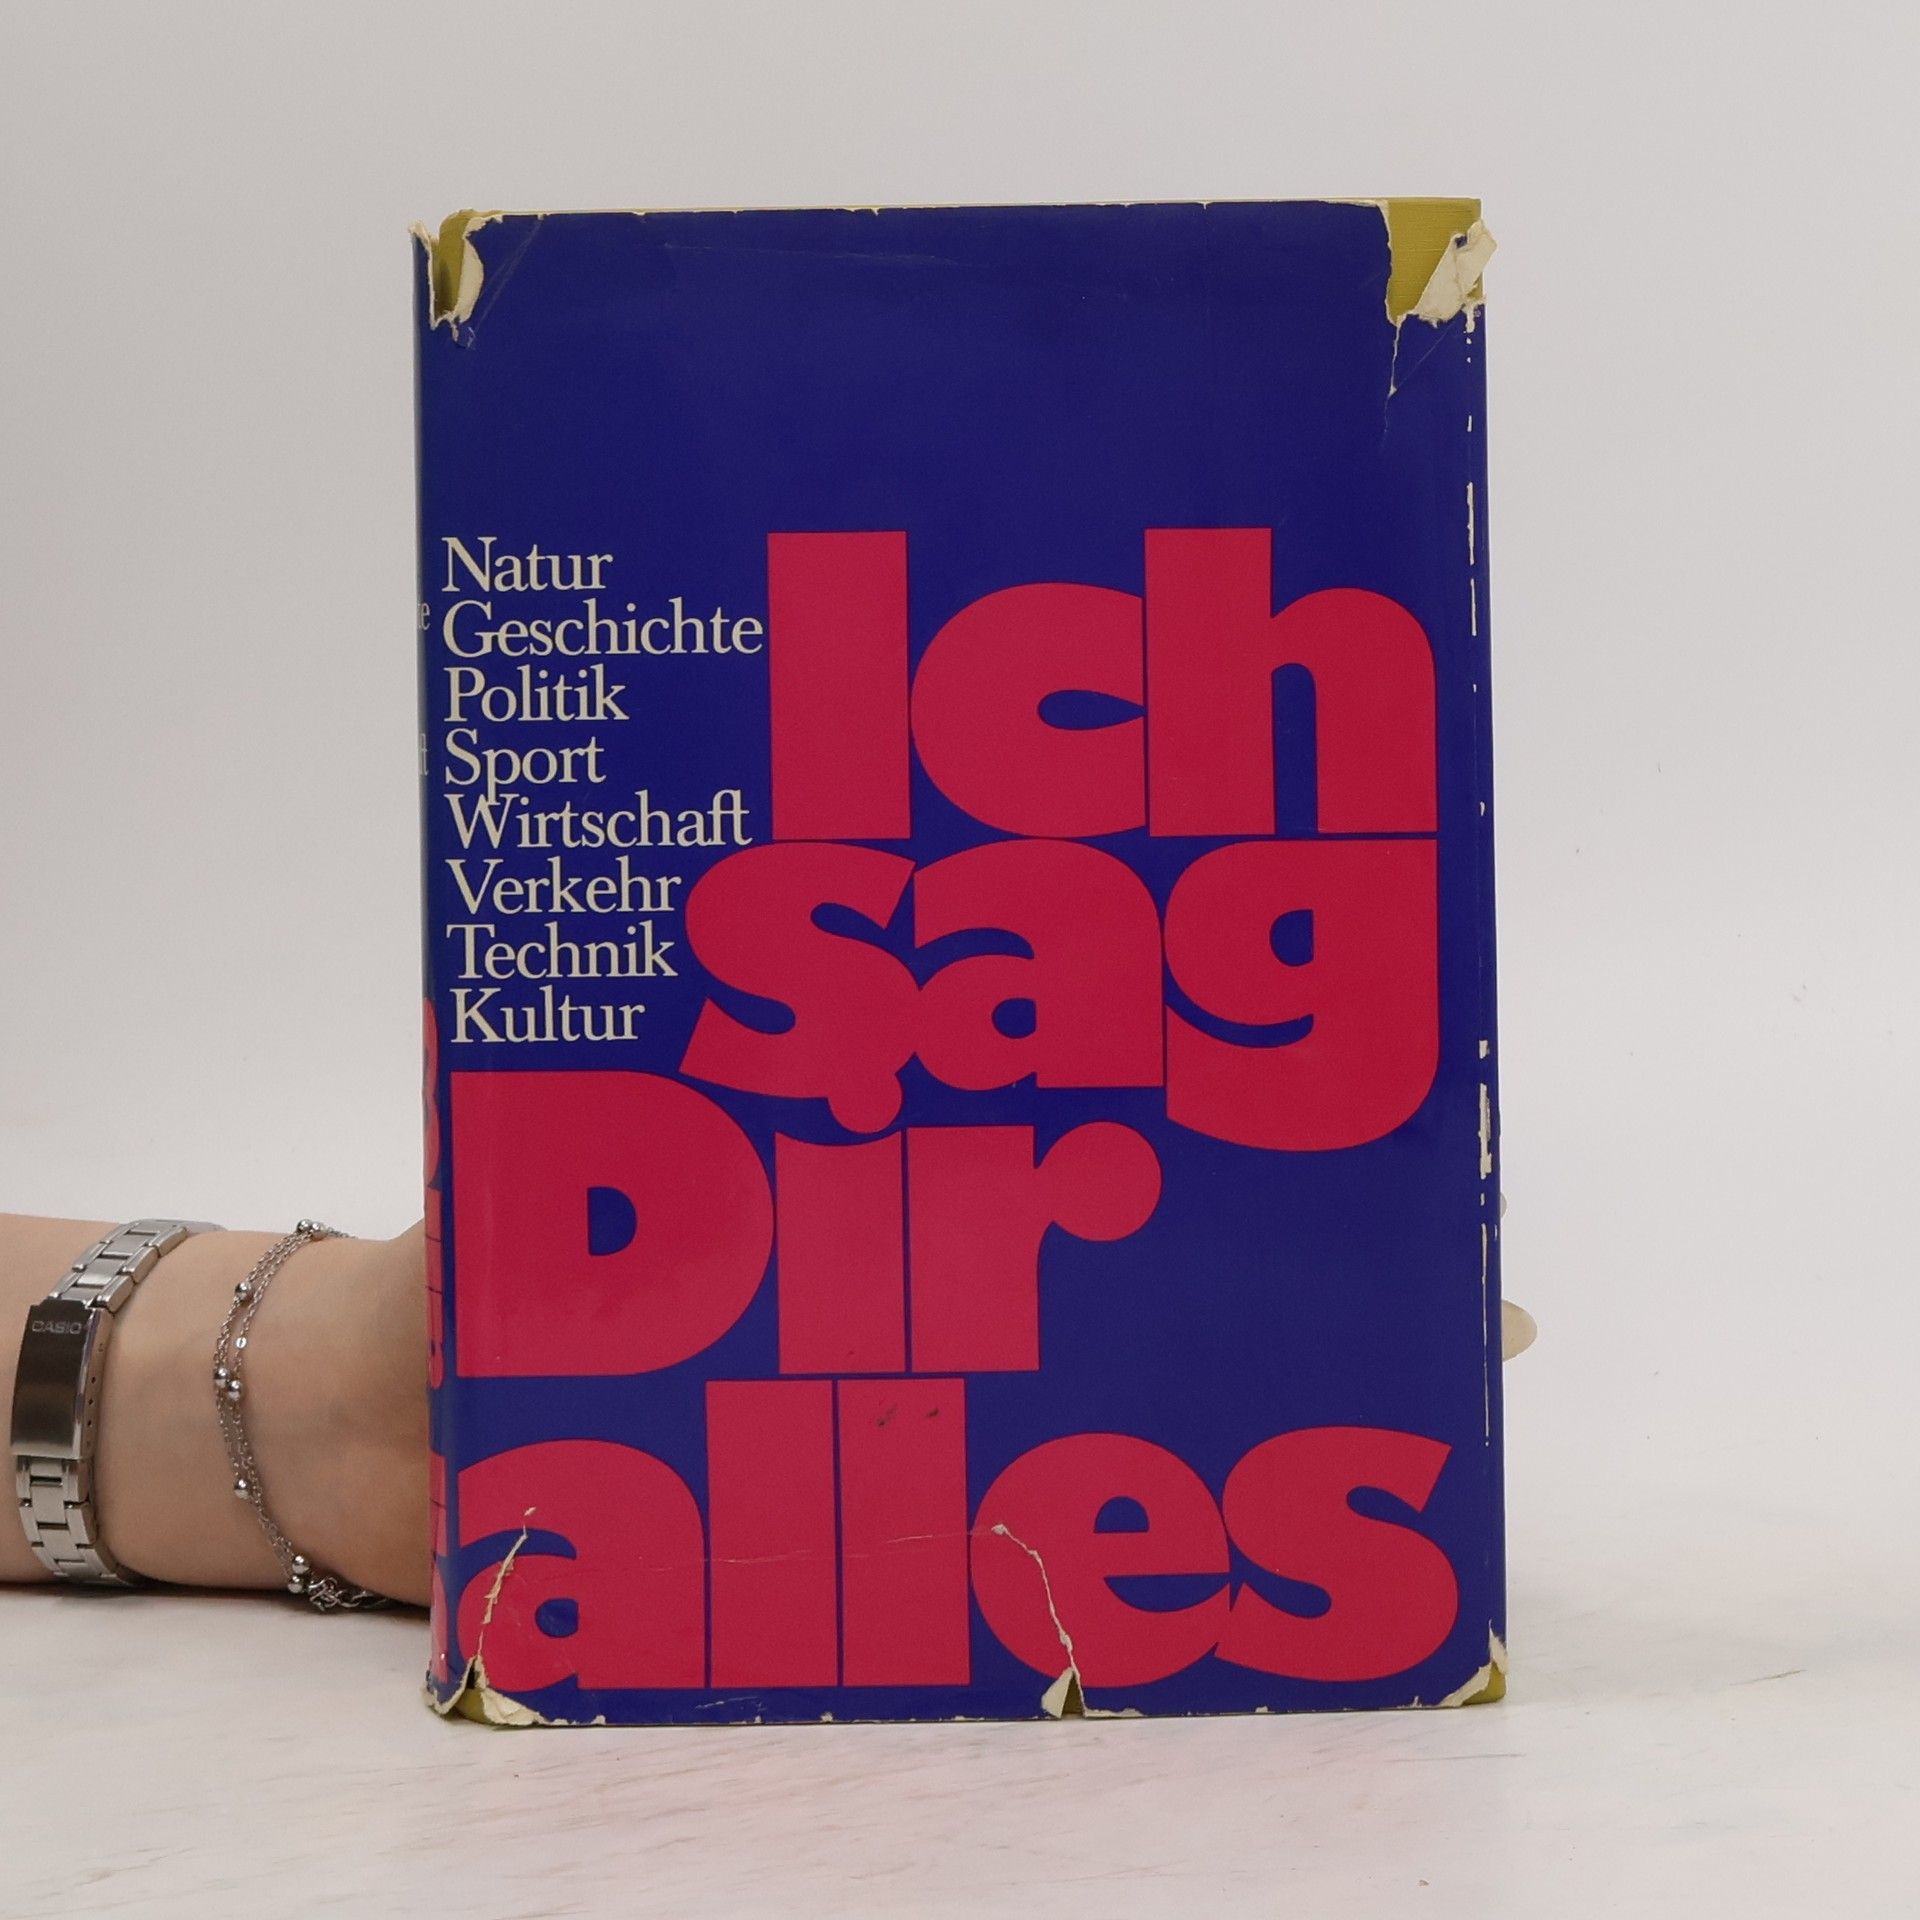 Natur
Geschichte
Politik
Sport
Wirtschaft
Verkehr
Technik
Kultur
Ich
sag
Dir
alles
CASIO